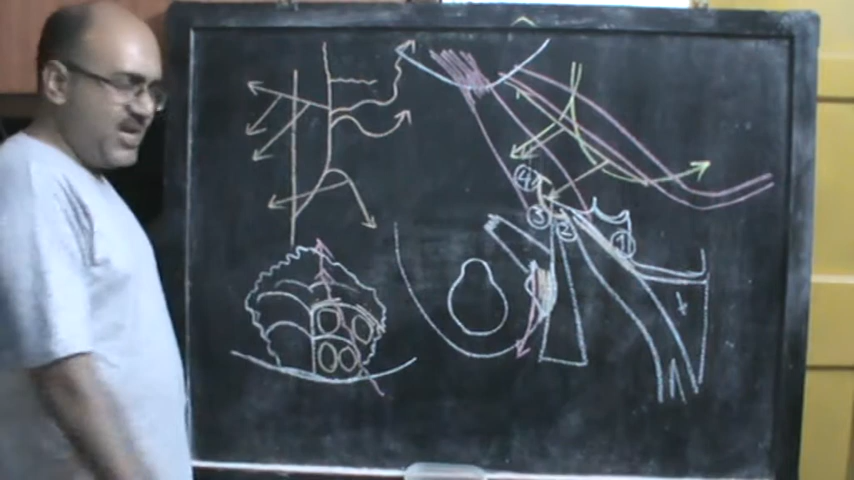 ④
③
②
①